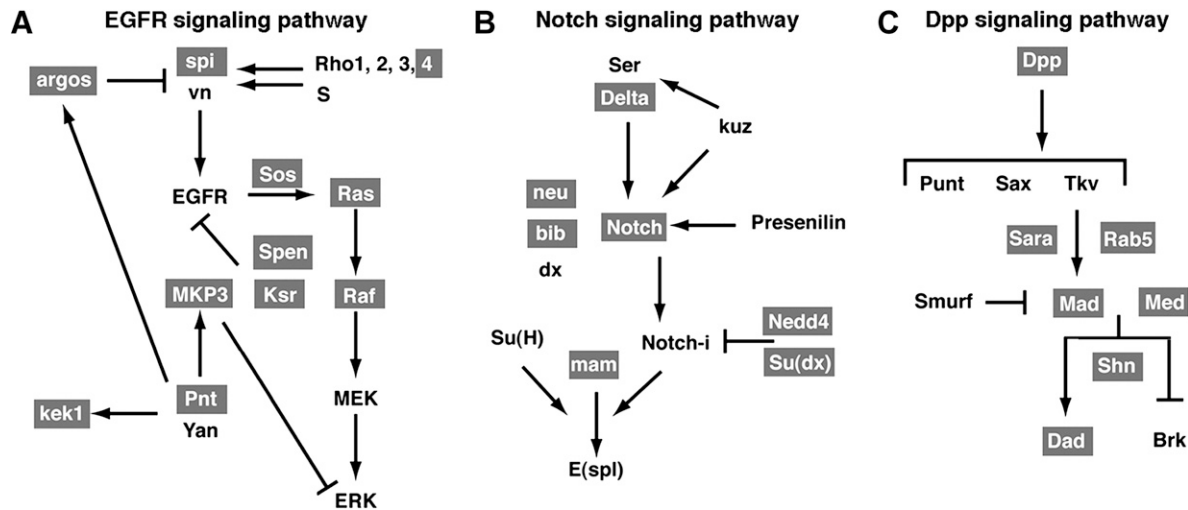 A
EGFR signaling pathway
argos
spi
vn
Rho1, 2, 3, 4
S
EGFR
Sos
Ras
Spen
MKP3
Ksr
Raf
kek1
Pnt
Yan
MEK
ERK
B
Notch signaling pathway
Ser
Delta
kuz
neu
bib
dx
Notch
Presenilin
Su(H)
mam
Notch-i
Nedd4
Su(dx)
E(spl)
C
Dpp signaling pathway
Dpp
Punt Sax Tkv
Sara
Rab5
Smurf
Mad
Med
Shn
Dad
Brk